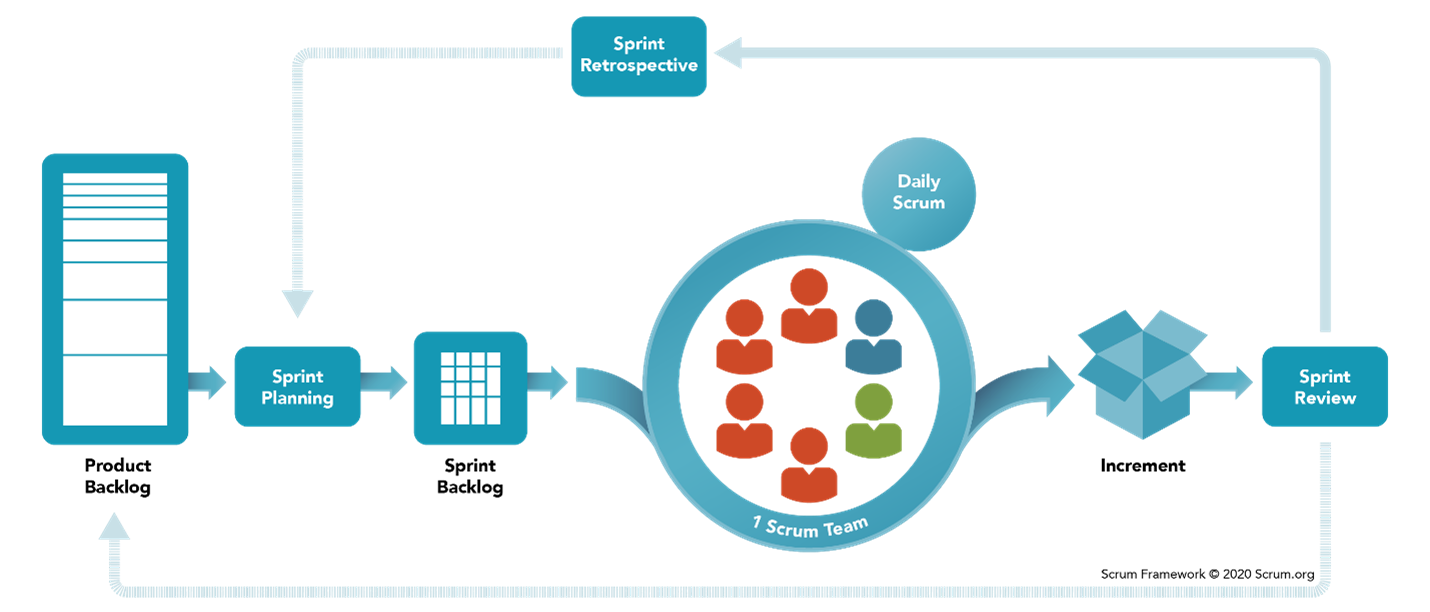 Sprint
Retrospective
Daily
Scrum
Sprint
Planning
Sprint
Review
Product
Backlog
Sprint
Backlog
Increment
1 Scrum Team
Scrum Framework © 2020 Scrum.org